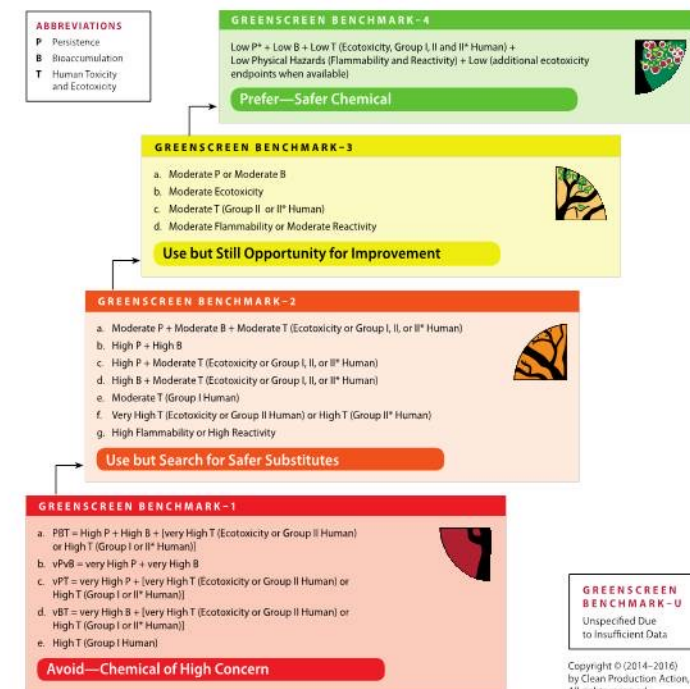 ABBREVIATIONS
P Persistence
B Bioaccumulation
T Human Toxicity
and Ecotoxicity
GREENSCREEN BENCHMARK–4
Low P* + Low B + Low T (Ecotoxicity, Group I, II and II* Human) +
Low Physical Hazards (Flammability and Reactivity) + Low (additional ecotoxicity
endpoints when available)
Prefer—Safer Chemical
GREENSCREEN BENCHMARK–3
a. Moderate P or Moderate B
b. Moderate Ecotoxicity
c. Moderate T (Group II or II* Human)
d. Moderate Flammability or Moderate Reactivity
Use but Still Opportunity for Improvement
GREENSCREEN BENCHMARK–2
a. Moderate P + Moderate B + Moderate T (Ecotoxicity or Group I, II, or II* Human)
b. High P + High B
c. High P + Moderate T (Ecotoxicity or Group I, II, or II* Human)
d. High B + Moderate T (Ecotoxicity or Group I, II, or II* Human)
e. Moderate T (Group I Human)
f. Very High T (Ecotoxicity or Group II Human) or High T (Group II* Human)
g. High Flammability or High Reactivity
Use but Search for Safer Substitutes
GREENSCREEN BENCHMARK–1
a. PBT = High P + High B + [very High T (Ecotoxicity or Group II Human)
or High T (Group I or II* Human)]
b. vPvB = very High P + very High B
c. vPT = very High P + [very High T (Ecotoxicity or Group II Human) or
High T (Group I or II* Human)]
d. vBT = very High B + [very High T (Ecotoxicity or Group II Human) or
High T (Group I or II* Human)]
e. High T (Group I Human)
Avoid—Chemical of High Concern
GREENSCREEN
BENCHMARK–U
Unspecified Due
to Insufficient Data
Copyright © (2014–2016)
by Clean Production Action,